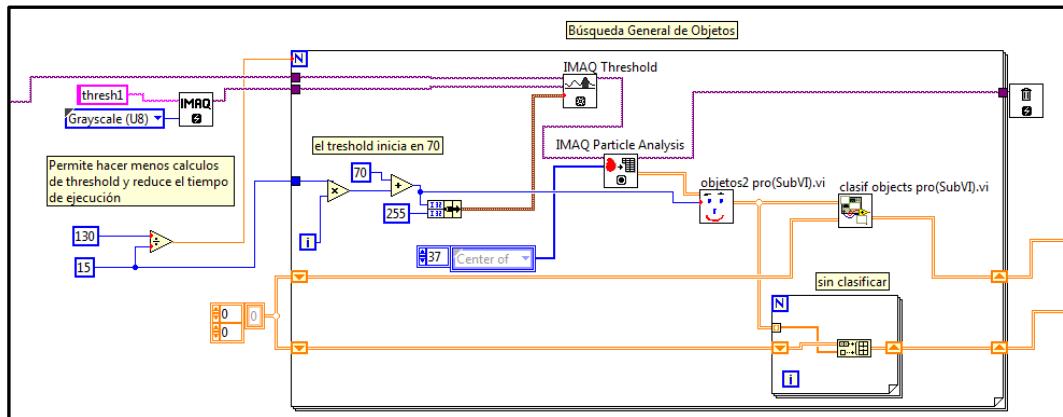 Búsqueda General de Objetos
N
IMAQ Threshold
thresh1
IMAQ
Grayscale (U8)
el treshold inicia en 70
IMAQ Particle Analysis
Permite hacer menos calculos
de threshold y reduce el tiempo
de ejecución
70
objetos2 pro(SubVI).vi
clasif objects pro(SubVI).vi
255
130
i
37
Center of
15
sin clasificar
N
0
0
0
i